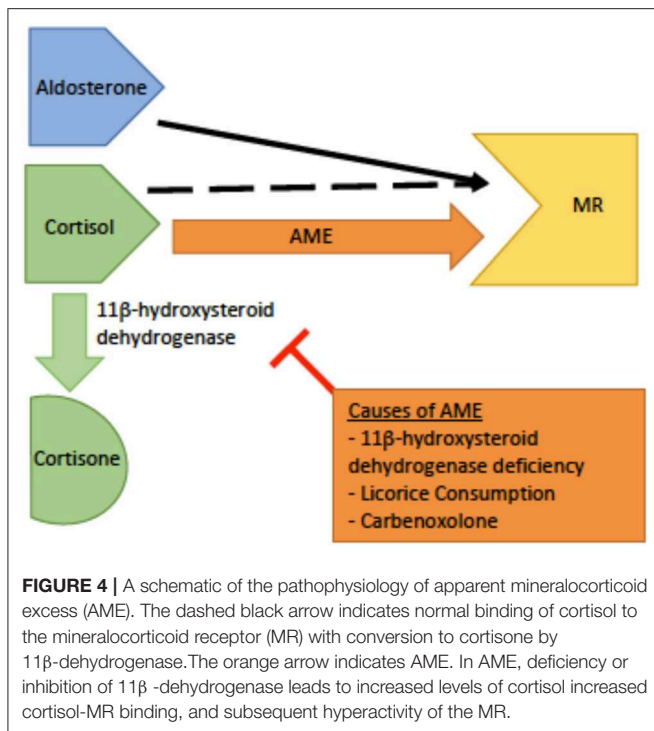 Aldosterone
Cortisol
AME
MR
11β-hydroxysteroid
dehydrogenase
Cortisone
Causes of AME
- 11β-hydroxysteroid
dehydrogenase deficiency
- Licorice Consumption
- Carbenoxolone
FIGURE 4 | A schematic of the pathophysiology of apparent mineralocorticoid
excess (AME). The dashed black arrow indicates normal binding of cortisol to
the mineralocorticoid receptor (MR) with conversion to cortisone by
11β-dehydrogenase.The orange arrow indicates AME. In AME, deficiency or
inhibition of 11β -dehydrogenase leads to increased levels of cortisol increased
cortisol-MR binding, and subsequent hyperactivity of the MR.